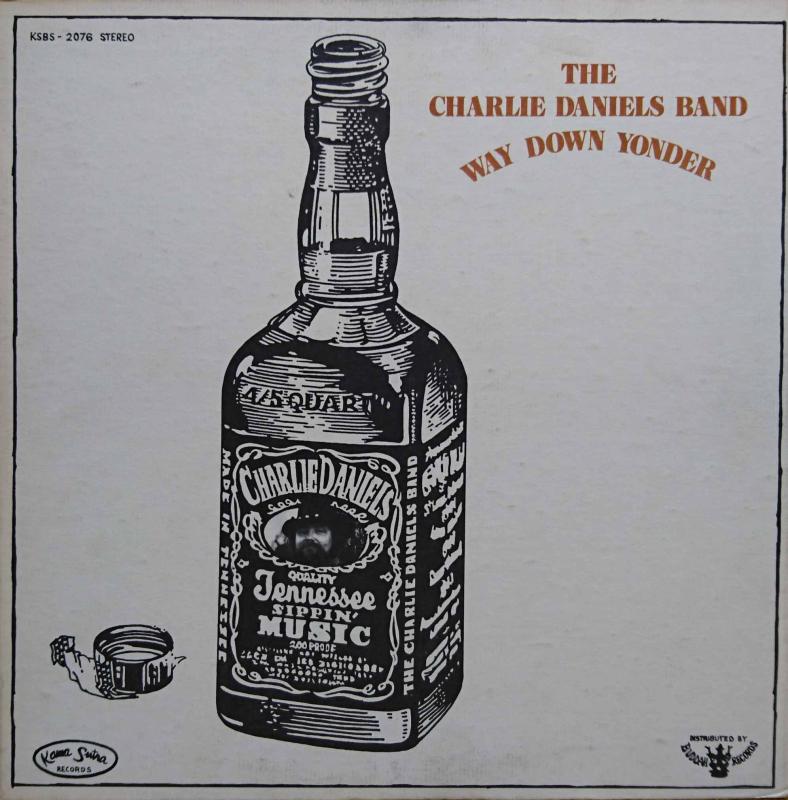 KSBS - 2076 STEREO
THE
CHARLIE DANIELS BAND
WAY DOWN YONDER
4/5 QUART
MADE IN TENNESSEE
CHARLIE DANIELS
QUALITY
Tennessee
SIPPIN'
MUSIC
200 PROOF
THE CHARLIE DANIELS BAND
Kama Sutra
RECORDS
DISTRIBUTED BY
BUDDAH RECORDS